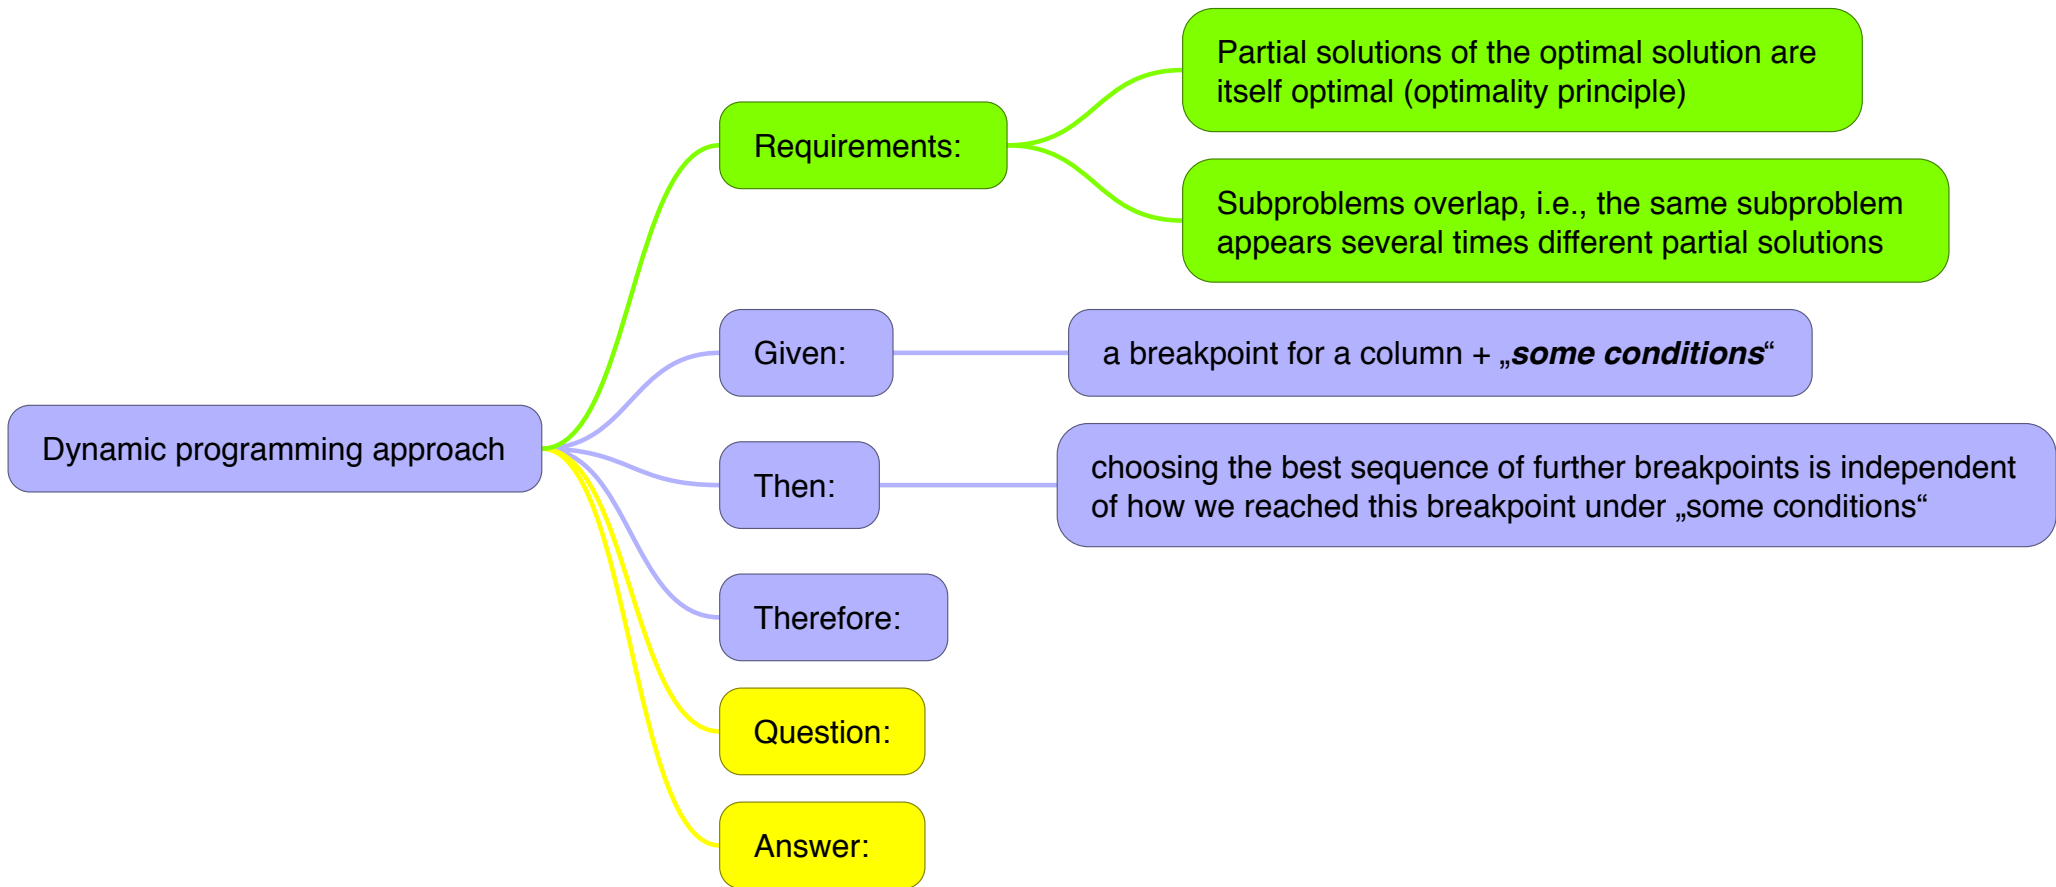 Partial solutions of the optimal solution are
itself optimal (optimality principle)
Requirements:
Subproblems overlap, i.e., the same subproblem
appears several times different partial solutions
Given:
a breakpoint for a column + „some conditions“
Dynamic programming approach
Then:
choosing the best sequence of further breakpoints is independent
of how we reached this breakpoint under „some conditions“
Therefore:
Question:
Answer: